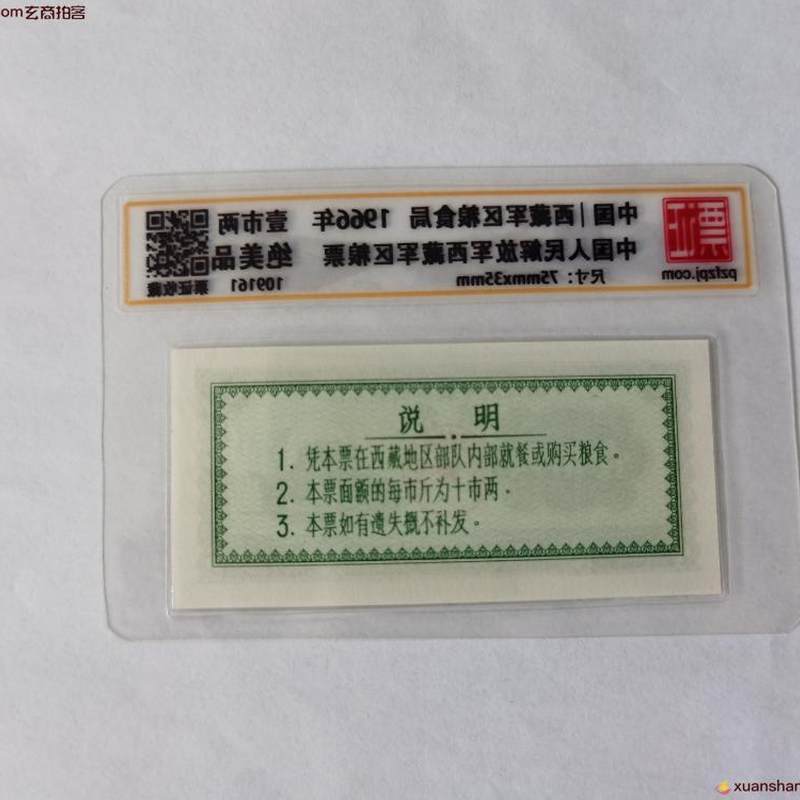 om玄商拍客
中国｜西藏军区粮食局 1966年 壹市两
中国人民解放军西藏军区粮票 绝美品
尺寸：75mmx35mm 109161 票证收藏
pzfzpj.com
说 明
1. 凭本票在西藏地区部队内部就餐或购买粮食。
2. 本票面额的每市斤为十市两。
3. 本票如有遗失概不补发。
xuanshan